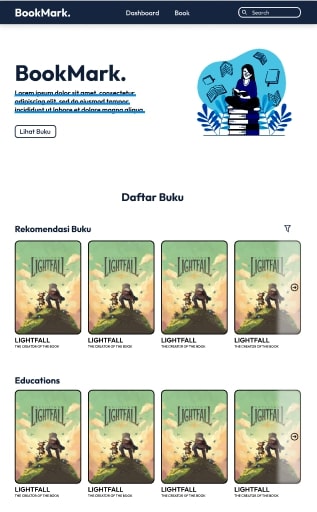 BookMark.
Dashboard
Book
Search
BookMark.
Lorem ipsum dolor sit amet, consectetur,
adipiscing elit, sed do eiusmod tempor,
incididunt ut labore et dolore magna aliqua.
Lihat Buku
Daftar Buku
Rekomendasi Buku
LIGHTFALL
LIGHTFALL
LIGHTFALL
LIGHTFALL
LIGHTFALL
THE CREATOR OF THE BOOK
LIGHTFALL
THE CREATOR OF THE BOOK
LIGHTFALL
THE CREATOR OF THE BOOK
LIGHTFALL
THE CREATOR OF THE BOOK
Educations
LIGHTFALL
LIGHTFALL
LIGHTFALL
LIGHTFALL
LIGHTFALL
THE CREATOR OF THE BOOK
LIGHTFALL
THE CREATOR OF THE BOOK
LIGHTFALL
THE CREATOR OF THE BOOK
LIGHTFALL
THE CREATOR OF THE BOOK